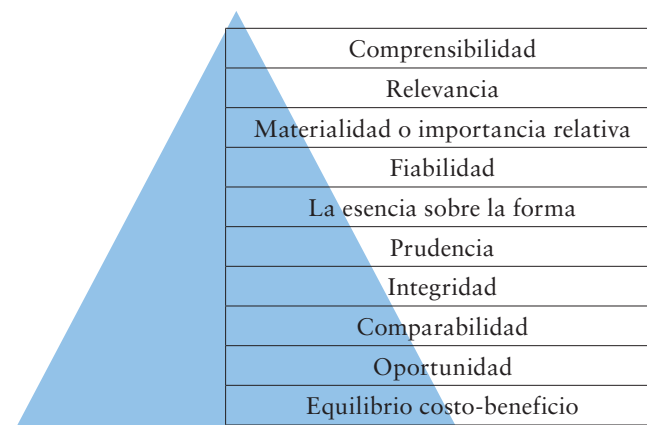 Comprensibilidad
Relevancia
Materialidad o importancia relativa
Fiabilidad
La esencia sobre la forma
Prudencia
Integridad
Comparabilidad
Oportunidad
Equilibrio costo-beneficio